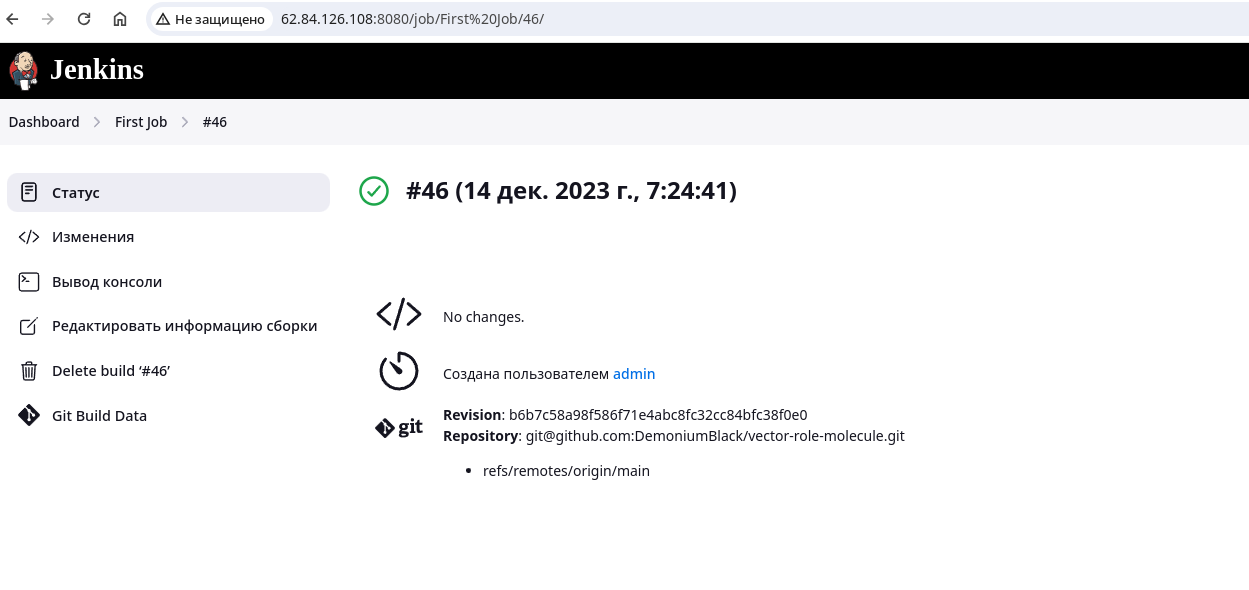 Не защищено 62.84.126.108:8080/job/First%20Job/46/
Jenkins
Dashboard First Job #46
Статус
Изменения
Вывод консоли
Редактировать информацию сборки
Delete build ‘#46’
Git Build Data
#46 (14 дек. 2023 г., 7:24:41)
No changes.
Создана пользователем admin
git
Revision: b6b7c58a98f586f71e4abc8fc32cc84bfc38f0e0
Repository: git@github.com:DemoniumBlack/vector-role-molecule.git
refs/remotes/origin/main